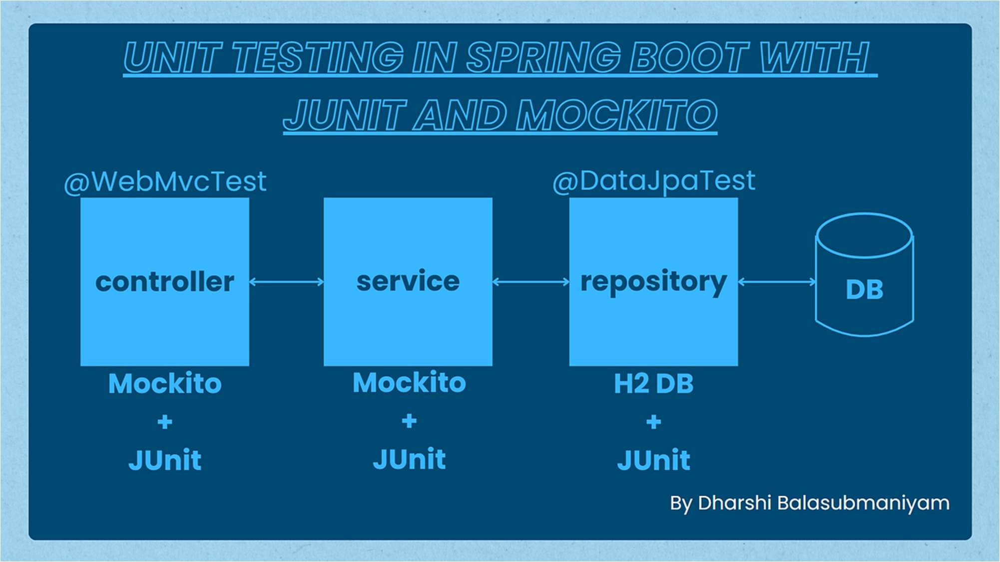 UNIT TESTING IN SPRING BOOT WITH
JUNIT AND MOCKITO
@WebMvcTest
@DataJpaTest
controller
service
repository
DB
Mockito
+
JUnit
Mockito
+
JUnit
H2 DB
+
JUnit
By Dharshi Balasubmaniyam